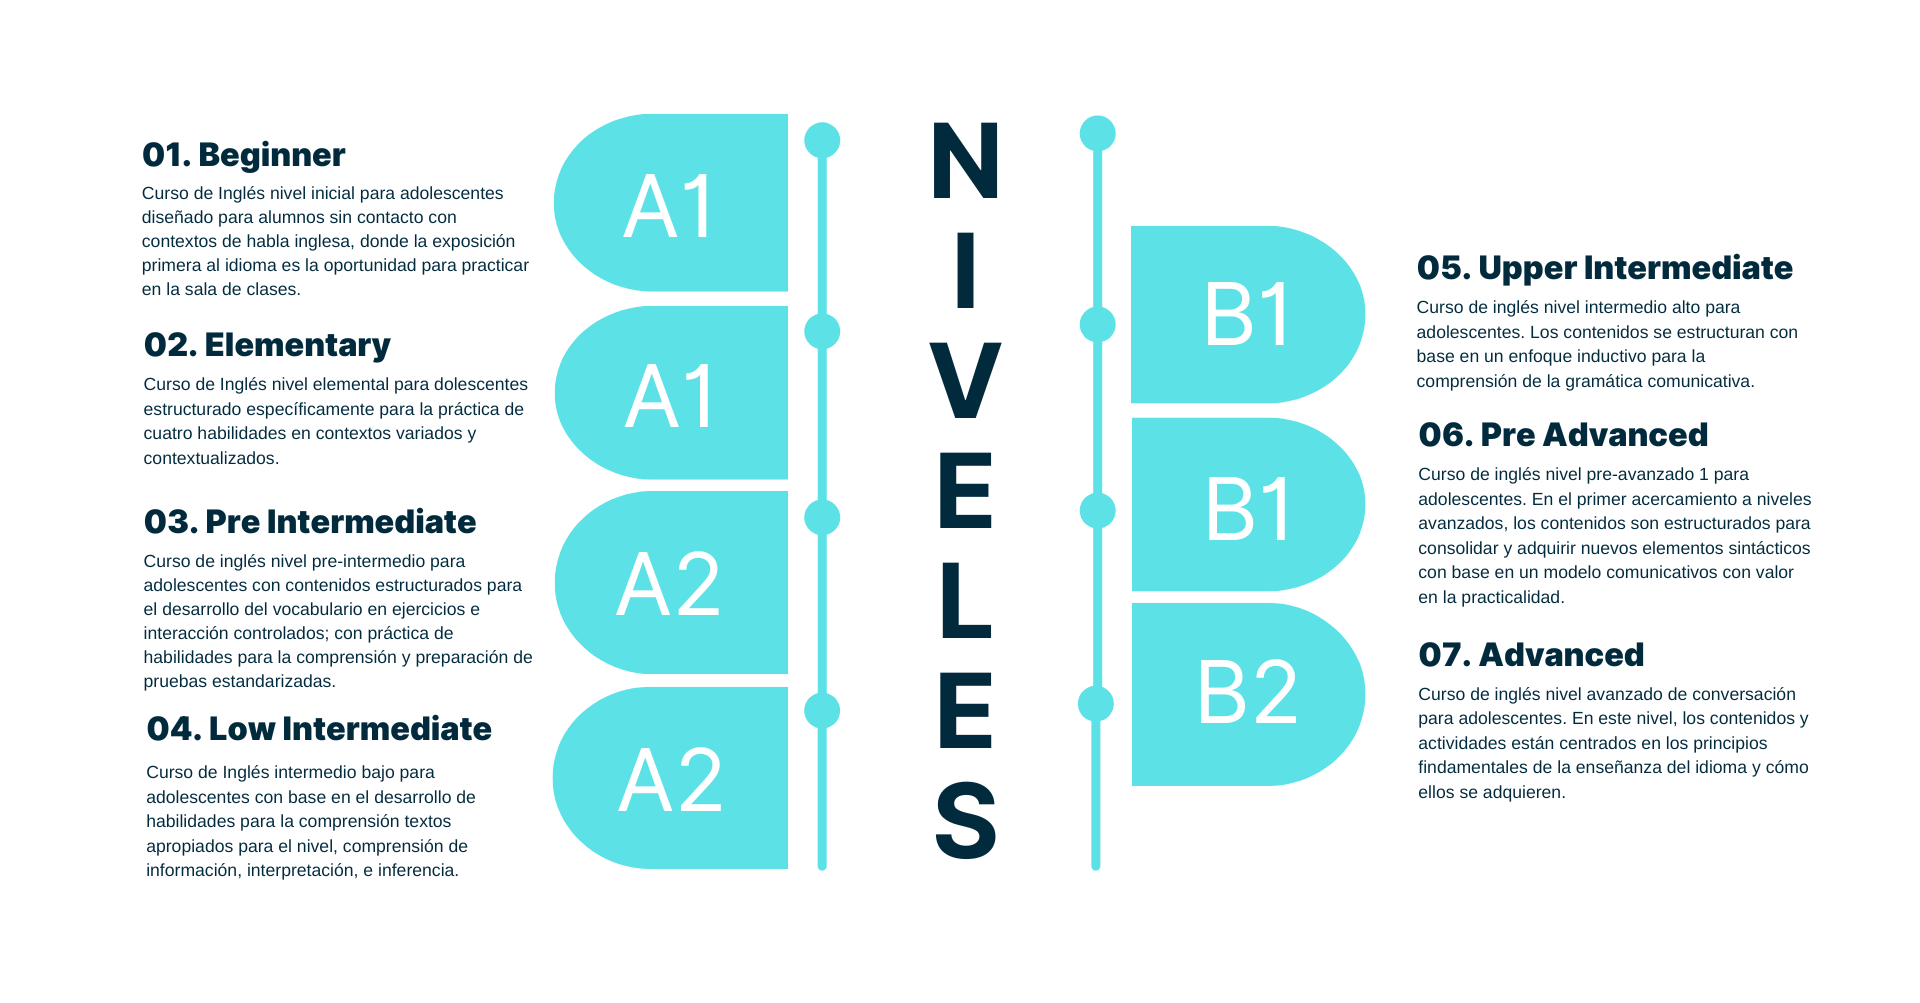 01. Beginner
Curso de Inglés nivel inicial para adolescentes
diseñado para alumnos sin contacto con
contextos de habla inglesa, donde la exposición
primera al idioma es la oportunidad para practicar
en la sala de clases.
A1
02. Elementary
Curso de Inglés nivel elemental para dolescentes
estructurado específicamente para la práctica de
cuatro habilidades en contextos variados y
contextualizados.
A1
03. Pre Intermediate
Curso de inglés nivel pre-intermedio para
adolescentes con contenidos estructurados para
el desarrollo del vocabulario en ejercicios e
interacción controlados; con práctica de
habilidades para la comprensión y preparación de
pruebas estandarizadas.
A2
04. Low Intermediate
Curso de Inglés intermedio bajo para
adolescentes con base en el desarrollo de
habilidades para la comprensión textos
apropiados para el nivel, comprensión de
información, interpretación, e inferencia.
A2
NIVELES
B1
05. Upper Intermediate
Curso de inglés nivel intermedio alto para
adolescentes. Los contenidos se estructuran con
base en un enfoque inductivo para la
comprensión de la gramática comunicativa.
B1
06. Pre Advanced
Curso de inglés nivel pre-avanzado 1 para
adolescentes. En el primer acercamiento a niveles
avanzados, los contenidos son estructurados para
consolidar y adquirir nuevos elementos sintácticos
con base en un modelo comunicativos con valor
en la practicalidad.
B2
07. Advanced
Curso de inglés nivel avanzado de conversación
para adolescentes. En este nivel, los contenidos y
actividades están centrados en los principios
findamentales de la enseñanza del idioma y cómo
ellos se adquieren.